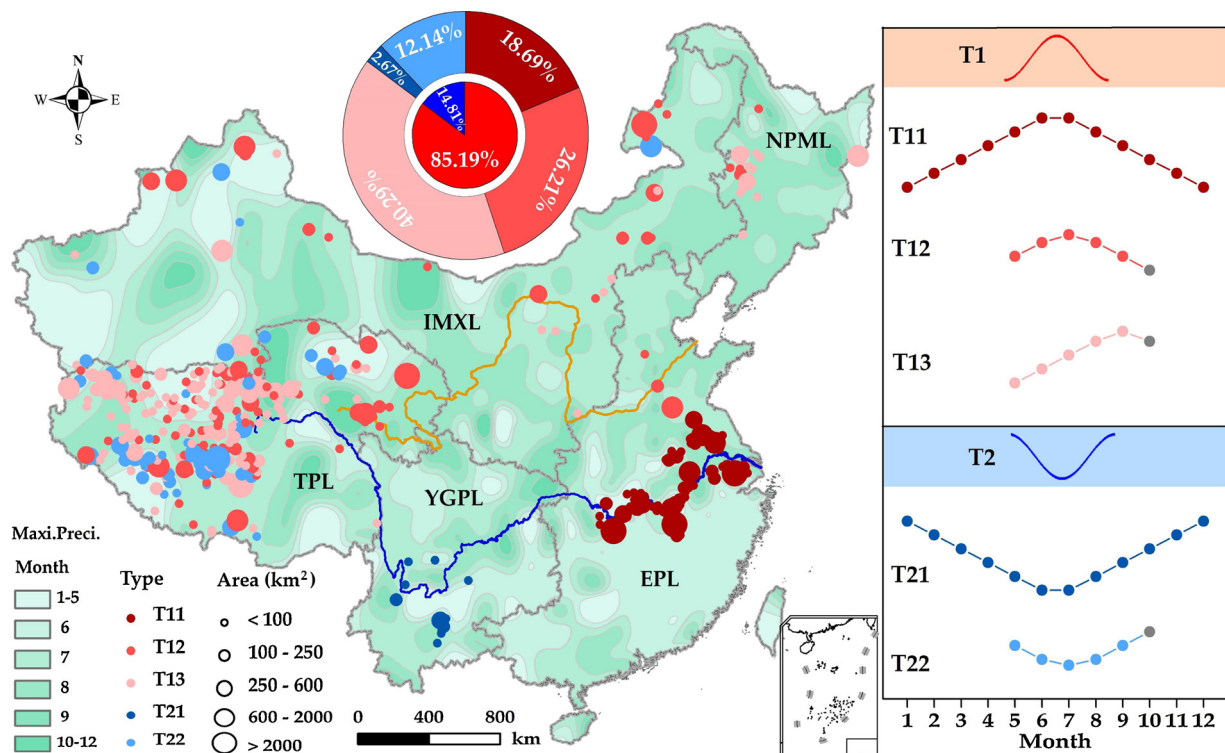 N
W E
S
12.14%
18.69%
2.67%
14.81%
85.19%
40.29%
26.21%
NPML
IMXL
TPL
YGPL
EPL
Maxi.Preci.
Month
1-5
6
7
8
9
10-12
Type
T11
T12
T13
T21
T22
Area (km²)
< 100
100 - 250
250 - 600
600 - 2000
> 2000
0 400 800
km
T1
T11
T12
T13
T2
T21
T22
1 2 3 4 5 6 7 8 9 10 11 12
Month